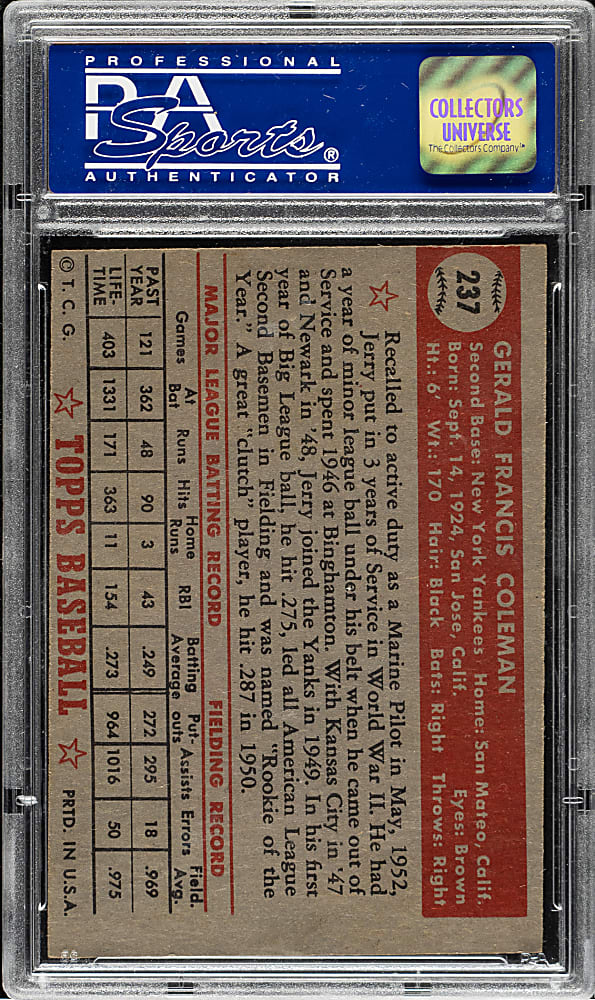 PROFESSIONAL
PSA
Sports®
AUTHENTICATOR
COLLECTORS
UNIVERSE
The Collectors Company™
237
GERALD FRANCIS COLEMAN
Second Base: New York Yankees Home: San Mateo, Calif.
Born: Sept. 14, 1924, San Jose, Calif. Eyes: Brown
Ht.: 6' Wt.: 170 Hair: Black Bats: Right Throws: Right
Recalled to active duty as a Marine Pilot in May, 1952,
Jerry put in 3 years of Service in World War II. He had
a year of minor league ball under his belt when he came out of
Service and spent 1946 at Binghamton. With Kansas City in '47
and Newark in '48, Jerry joined the Yanks in 1949. In his first
year of Big League ball, he hit .275, led all American League
Second Basemen in Fielding and was named "Rookie of the
Year." A great "clutch" player, he hit .287 in 1950.
MAJOR LEAGUE BATTING RECORD FIELDING RECORD
Games At Bat Runs Hits Home Runs RBI Batting Average Put-outs Assists Errors Field. Avg.
PAST YEAR 121 362 48 90 3 43 .249 272 295 18 .969
LIFE-TIME 403 1331 171 363 11 154 .273 964 1016 50 .975
© T. C. G. TOPPS BASEBALL PRTD. IN U.S.A.